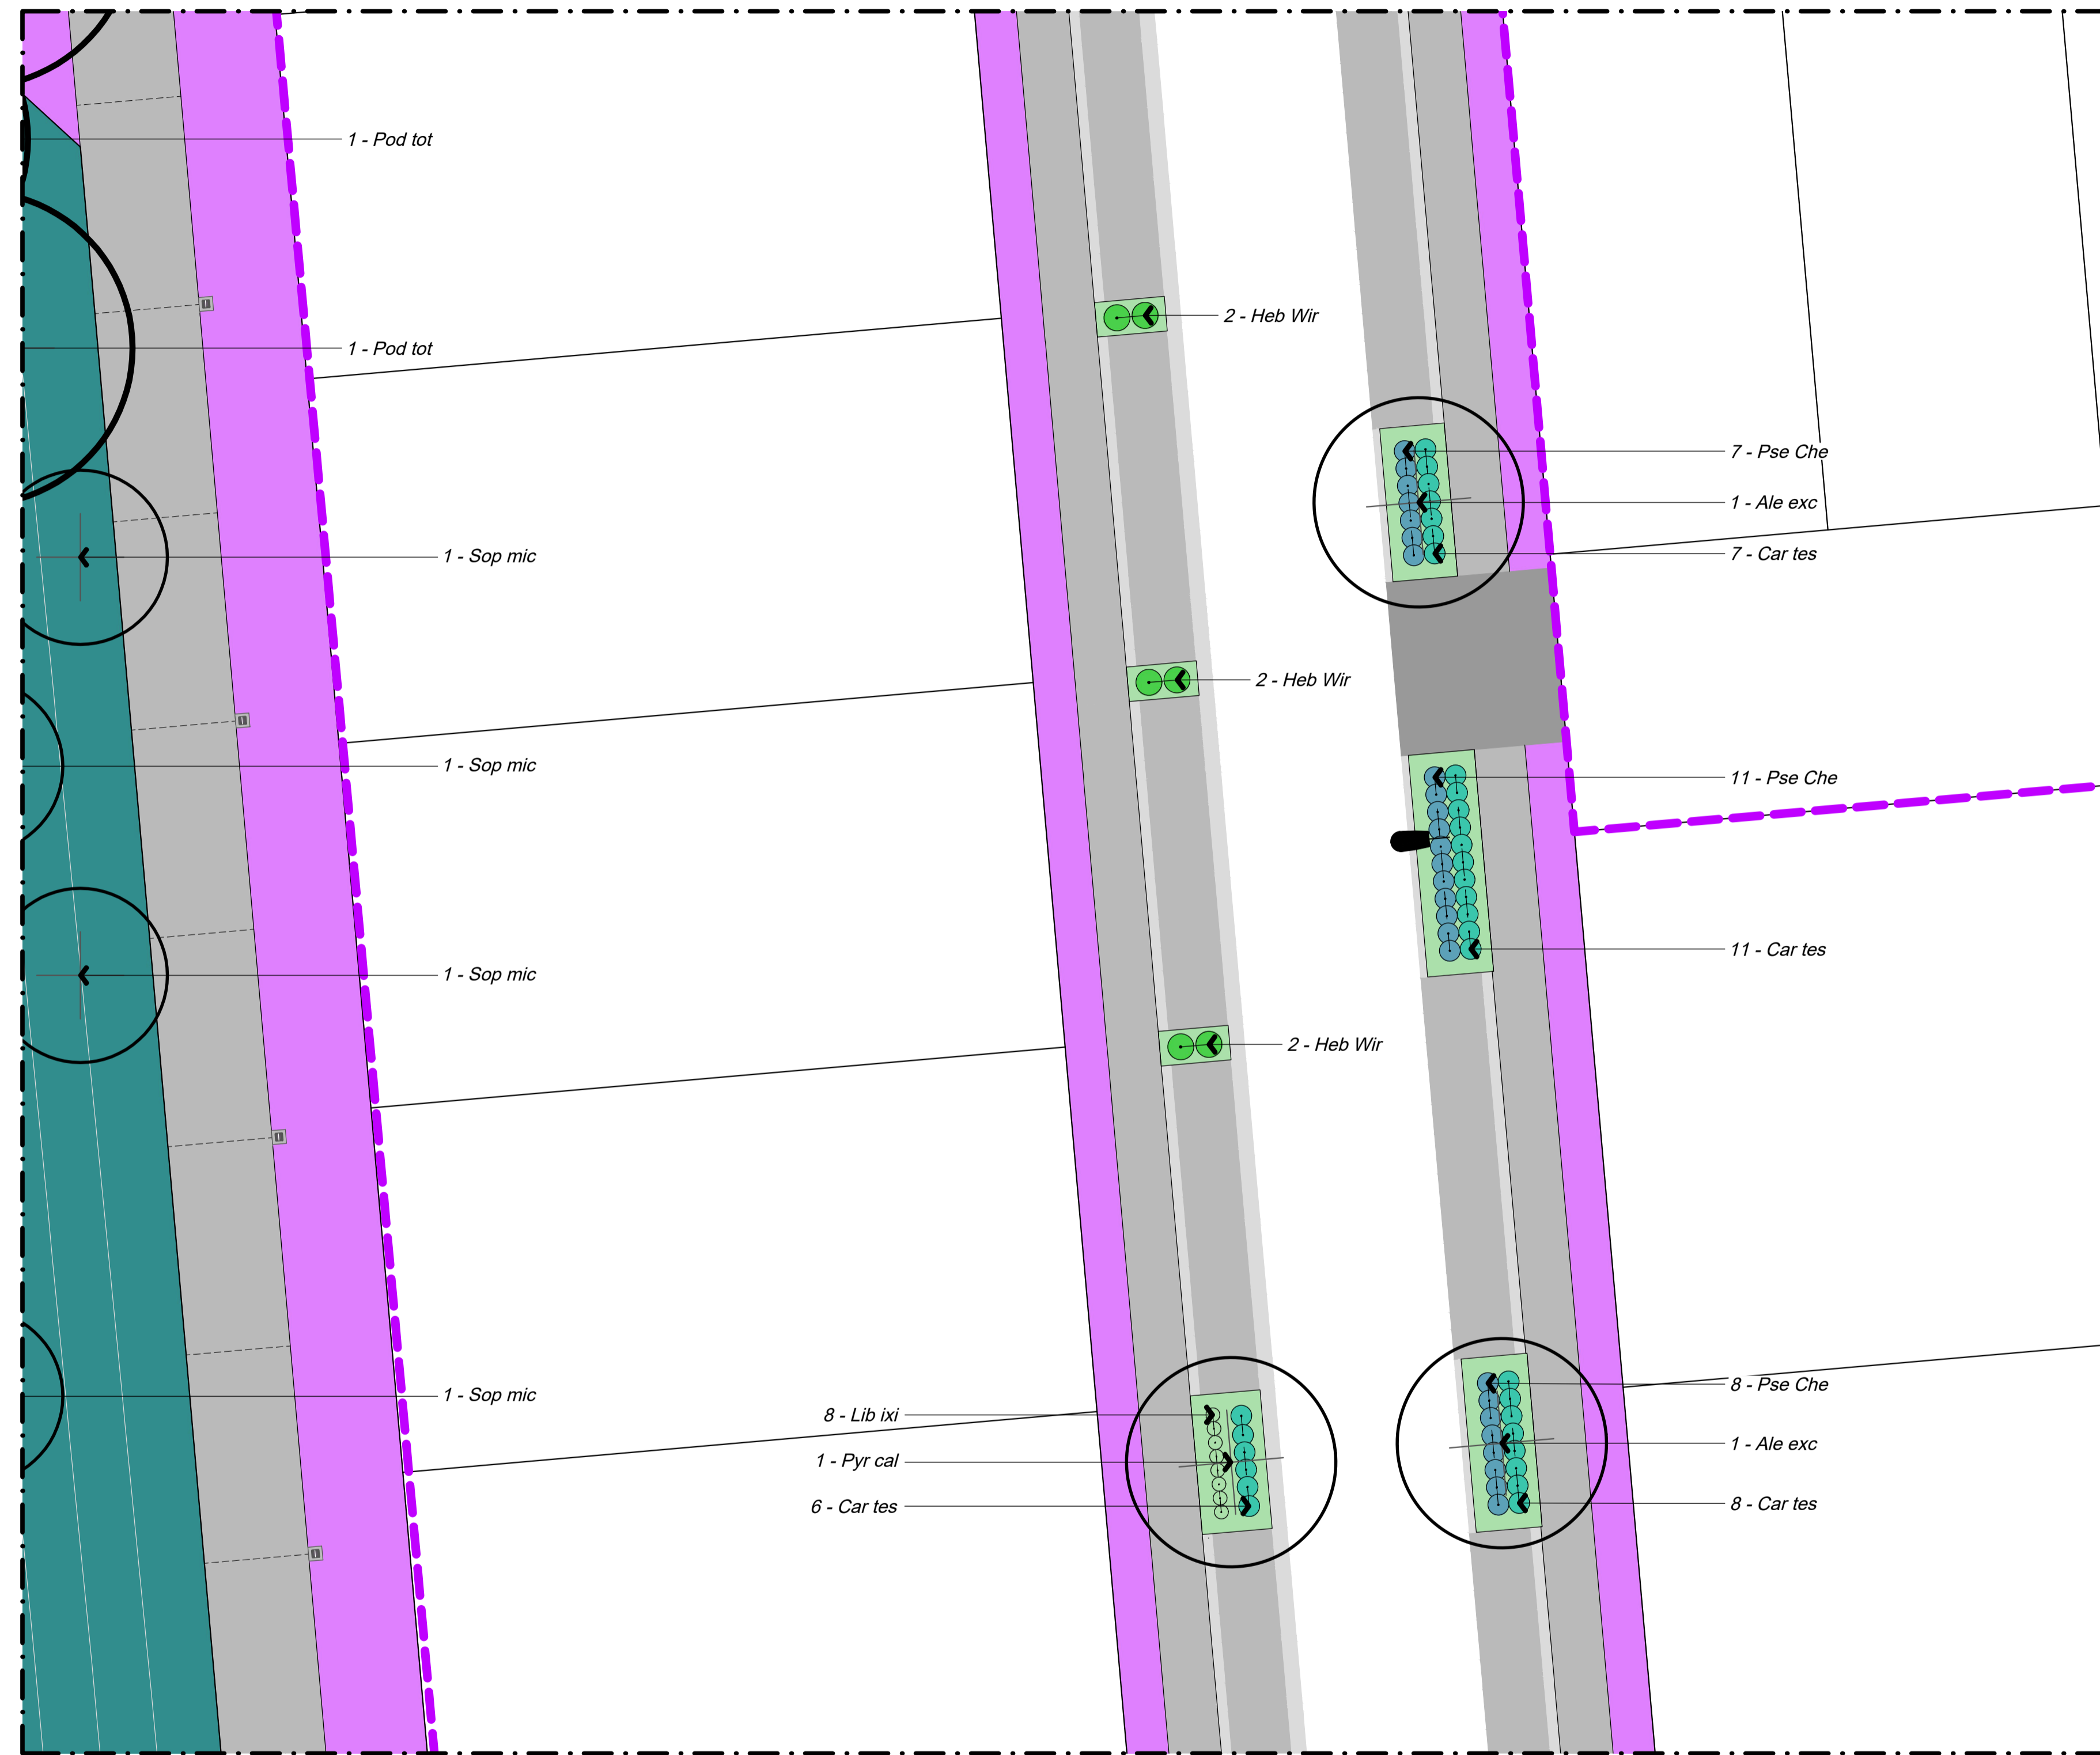 1 - Pod tot
2 - Heb Wir
1 - Pod tot
7 - Pse Che
1 - Ale exc
7 - Car tes
1 - Sop mic
2 - Heb Wir
1 - Sop mic
11 - Pse Che
11 - Car tes
1 - Sop mic
2 - Heb Wir
8 - Pse Che
1 - Sop mic
8 - Lib ixi
1 - Ale exc
1 - Pyr cal
8 - Car tes
6 - Car tes